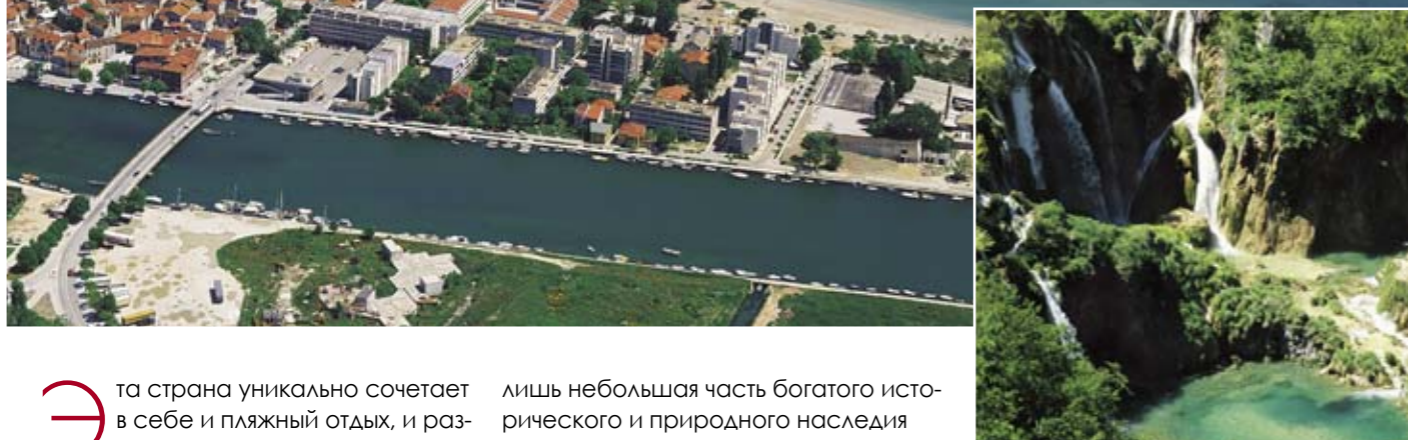 Эта страна уникально сочетает
в себе и пляжный отдых, и раз-
лишь небольшая часть богатого исто-
рического и природного наследия